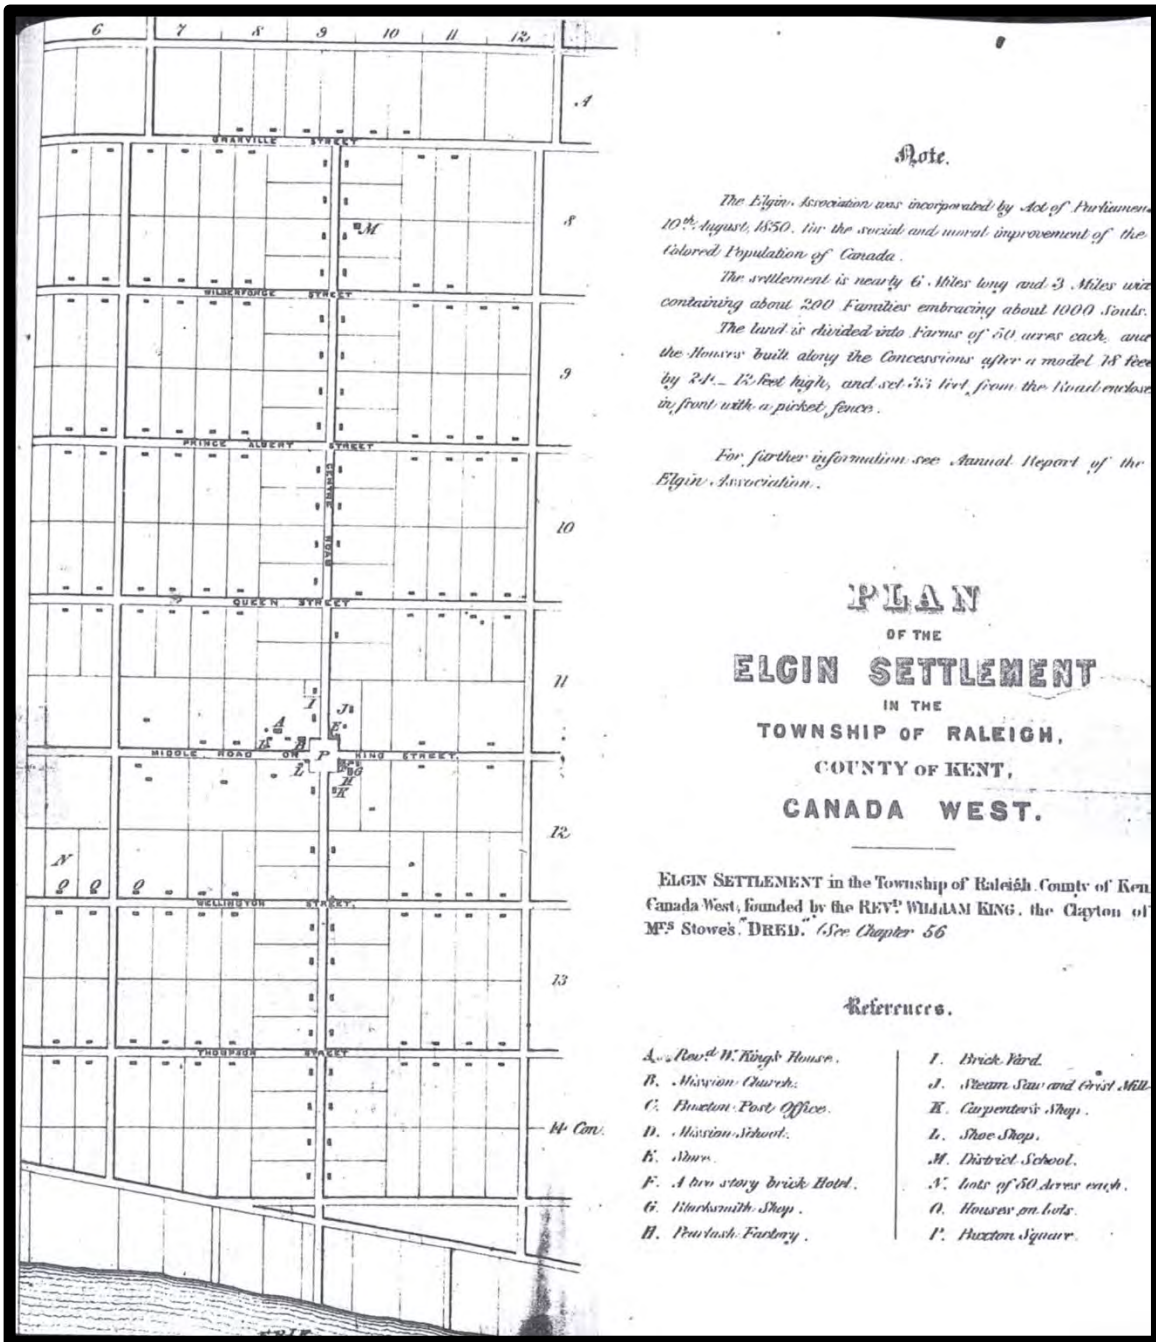 6 7 8 9 10 11 12
A
GRANVILLE STREET
8
M
WILBERFORCE STREET
9
PRINCE ALBERT STREET
CENTRE ROAD
10
QUEEN STREET
11
I
J
A
E
B
MIDDLE ROAD OR KING STREET.
P
L
G
H
K
12
N
O O O
WELLINGTON STREET.
13
THOMPSON STREET
14 Con.
ERIE
Note.
The Elgin Association was incorporated by Act of Parliamen
10th August, 1850, for the social and moral improvement of the
Colored Population of Canada.
The settlement is nearly 6 Miles long and 3 Miles wid
containing about 200 Families embracing about 1000 Souls.
The land is divided into Farms of 50 acres each, and
the Houses built along the Concessions after a model 18 fee
by 24 _ 12 feet high, and set 33 feet from the Road enclose
in front with a picket fence.
For further information see Annual Report of the
Elgin Association.
PLAN
OF THE
ELGIN SETTLEMENT
IN THE
TOWNSHIP OF RALEIGH,
COUNTY OF KENT,
CANADA WEST.
ELGIN SETTLEMENT in the Township of Raleigh County of Ken
Canada West, founded by the REVD WILLIAM KING, the Clayton of
Mrs Stowe's "DRED." (See Chapter 56
References.
A. Revd W. King's House.
B. Mission Church.
C. Buxton Post Office.
D. Mission School.
E. Store.
F. A two story brick Hotel.
G. Blacksmith Shop.
H. Pearlash Factory.
I. Brick Yard.
J. Steam Saw and Grist Mill
K. Carpenter's Shop.
L. Shoe Shop.
M. District School.
N. Lots of 50 Acres each.
O. Houses on Lots.
P. Buxton Square.